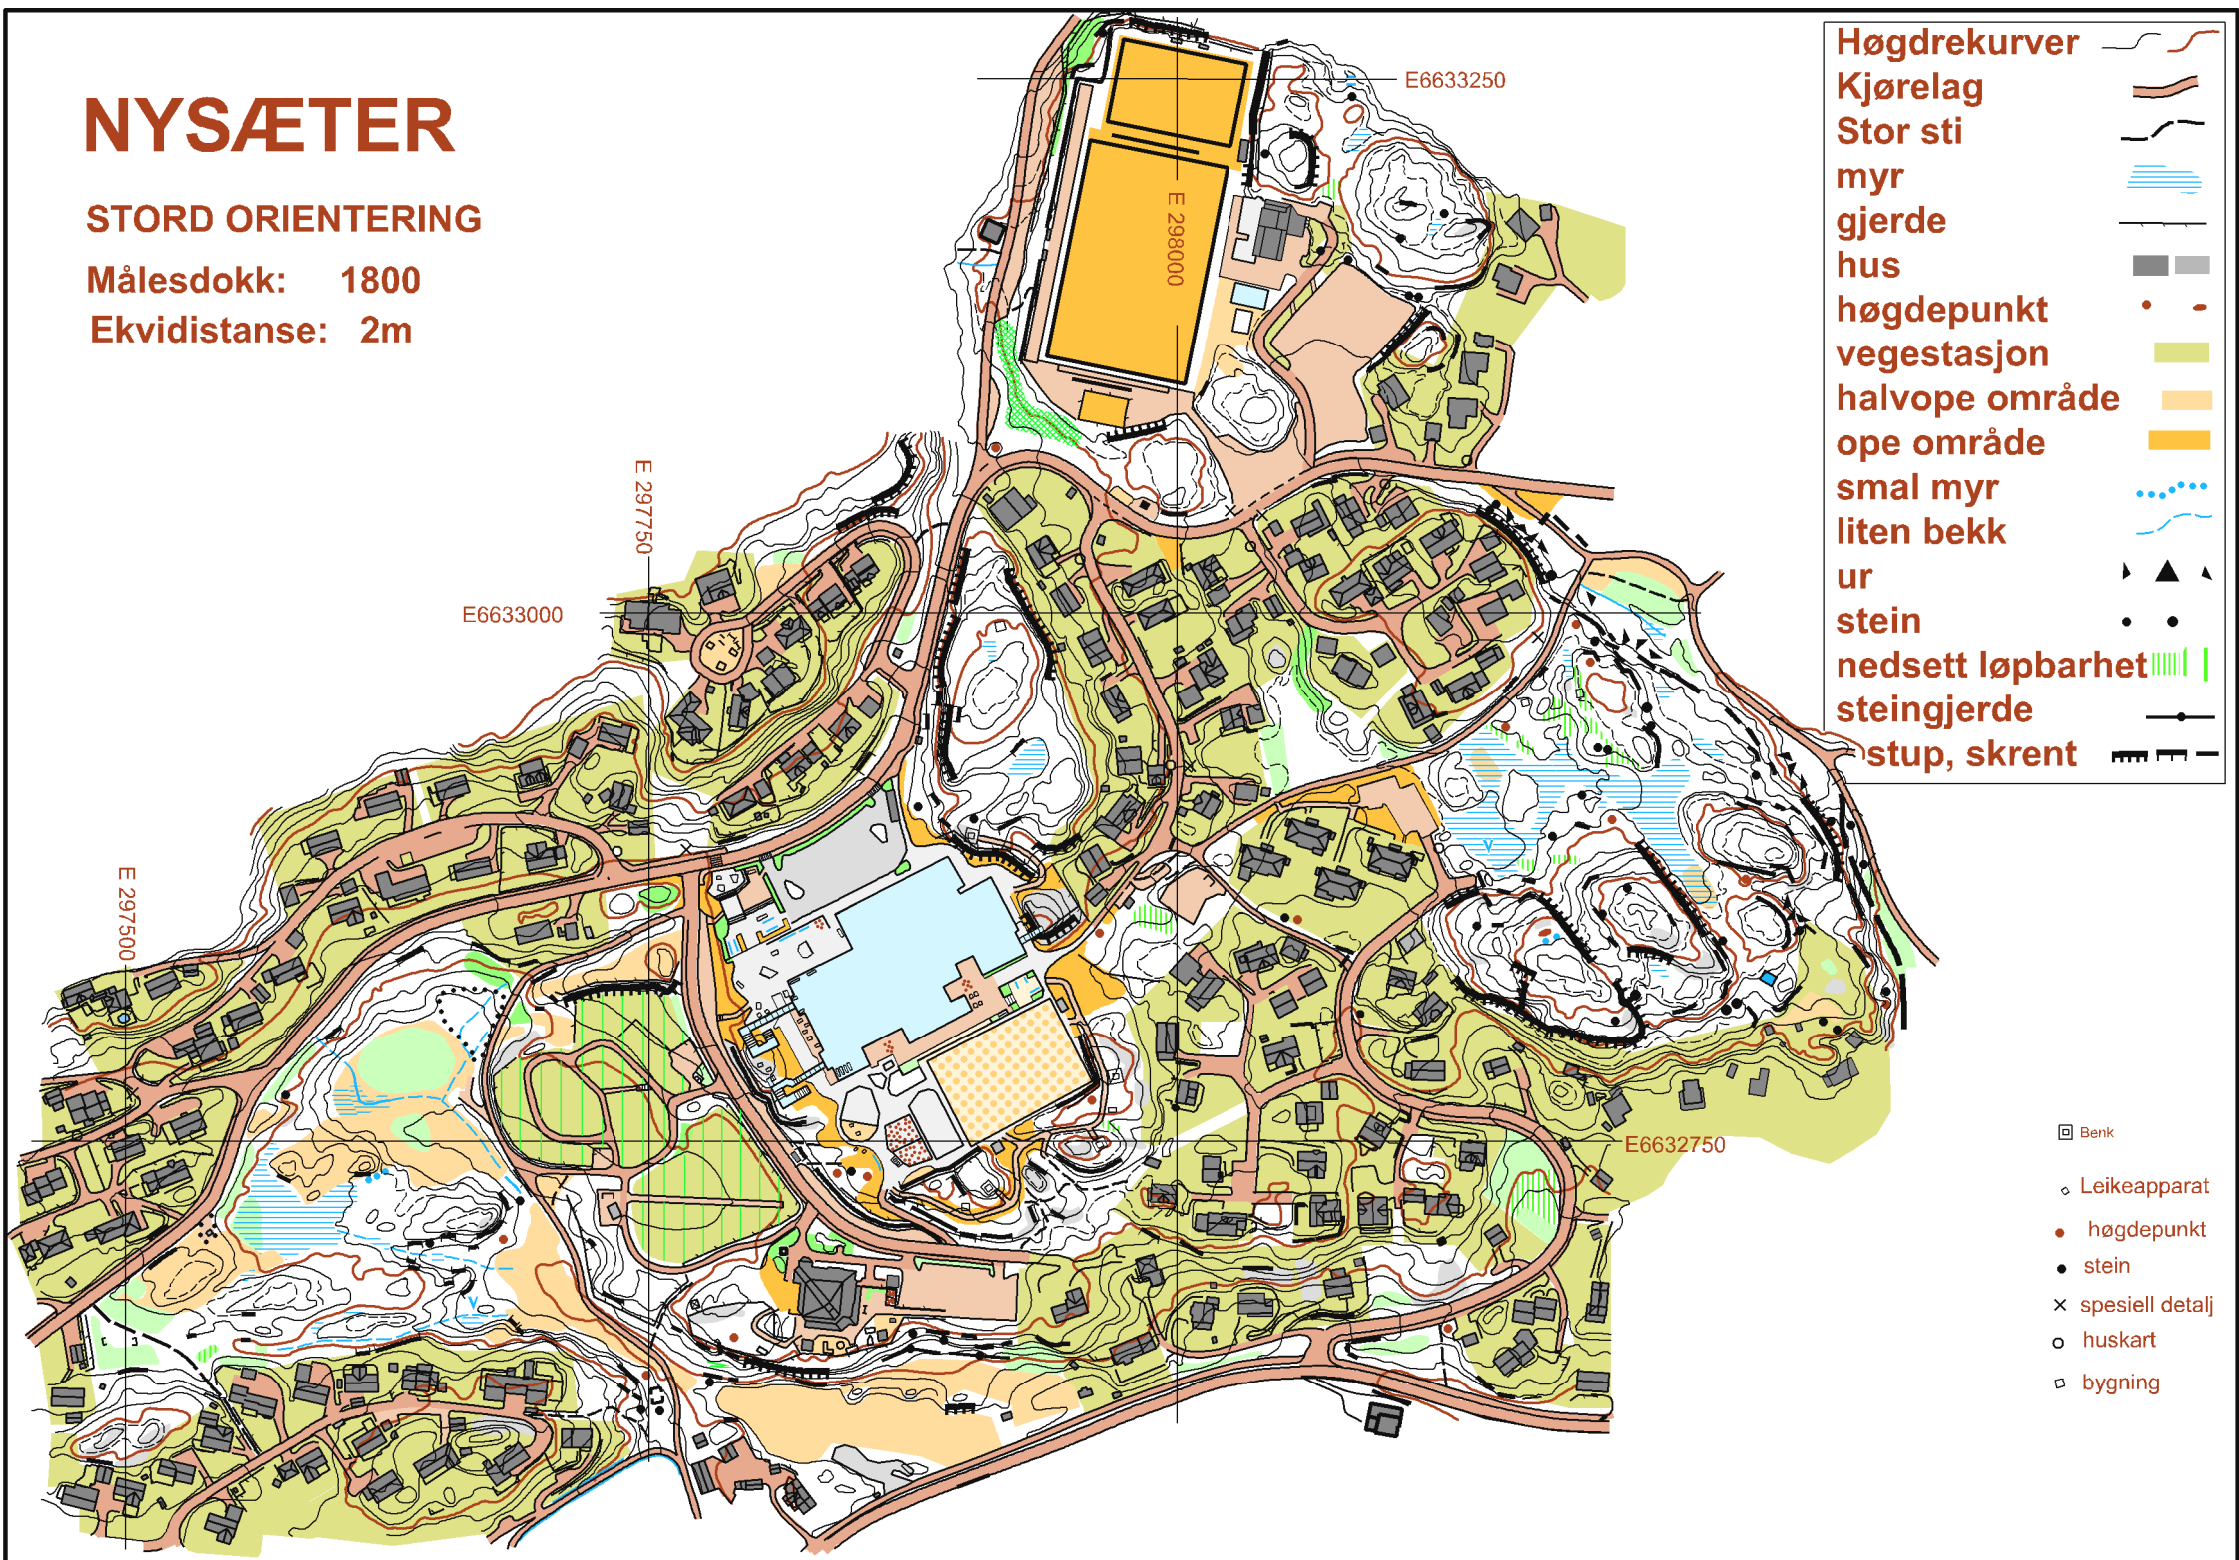 NYSÆTER
STORD ORIENTERING
Målesdokk: 1800
Ekvidistanse: 2m
E6633250
E 298000
E 297750
E6633000
E 297500
E6632750
Høgdrekurver
Kjørelag
Stor sti
myr
gjerde
hus
høgdepunkt
vegestasjon
halvope område
ope område
smal myr
liten bekk
ur
stein
nedsett løpbarhet
steingjerde
stup, skrent
Benk
Leikeapparat
høgdepunkt
stein
spesiell detalj
huskart
bygning